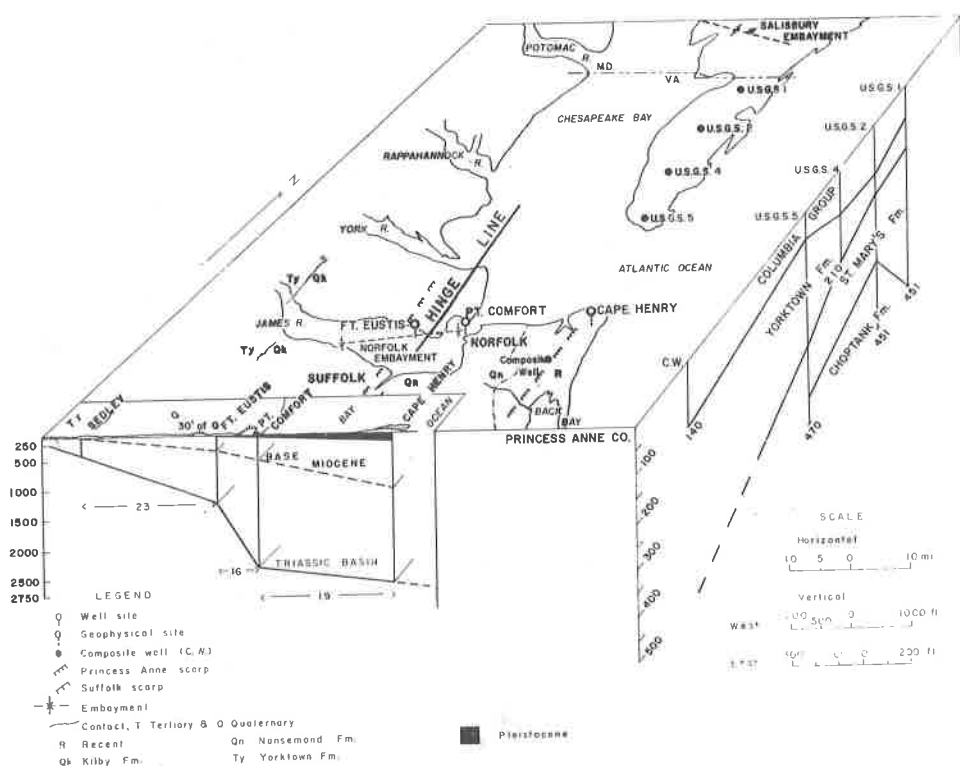 SALISBURY
EMBAYMENT
POTOMAC
R.
MD.
VA.
U.S.G.S. 1
U.S.G.S. 1
CHESAPEAKE BAY
U.S.G.S. 2
U.S.G.S. 2
RAPPAHANNOCK R.
U.S.G.S. 4
U.S.G.S. 4
N
U.S.G.S. 5
U.S.G.S. 5
YORK R.
HINGE LINE
COLUMBIA GROUP
YORKTOWN Fm.
210
ST. MARY'S Fm.
CHOPTANK Fm.
451
451
ATLANTIC OCEAN
Ty Qk
JAMES R.
FT. EUSTIS
PT. COMFORT
CAPE HENRY
Ty Qk
NORFOLK
EMBAYMENT
NORFOLK
Composite
Well
Qn
R
SUFFOLK
Qn
C.W.
BACK
BAY
PRINCESS ANNE CO.
140
470
SEDLEY
Q
30' of Q
FT. EUSTIS
PT.
COMFORT
BAY
CAPE HENRY
OCEAN
250
500
1000
1500
2000
2500
2750
BASE MIOCENE
23
TRIASSIC BASIN
16
19
100
200
300
400
500
SCALE
Horizontal
10 5 0 10 mi
Vertical
West
500 0 1000 ft
0 200 ft
LEGEND
Well site
Geophysical site
Composite well (C.W.)
Princess Anne scarp
Suffolk scarp
Embayment
Contact, T Tertiary & Q Quaternary
R Recent
Qn Nansemond Fm.
Qk Kilby Fm.
Ty Yorktown Fm.
Pleistocene